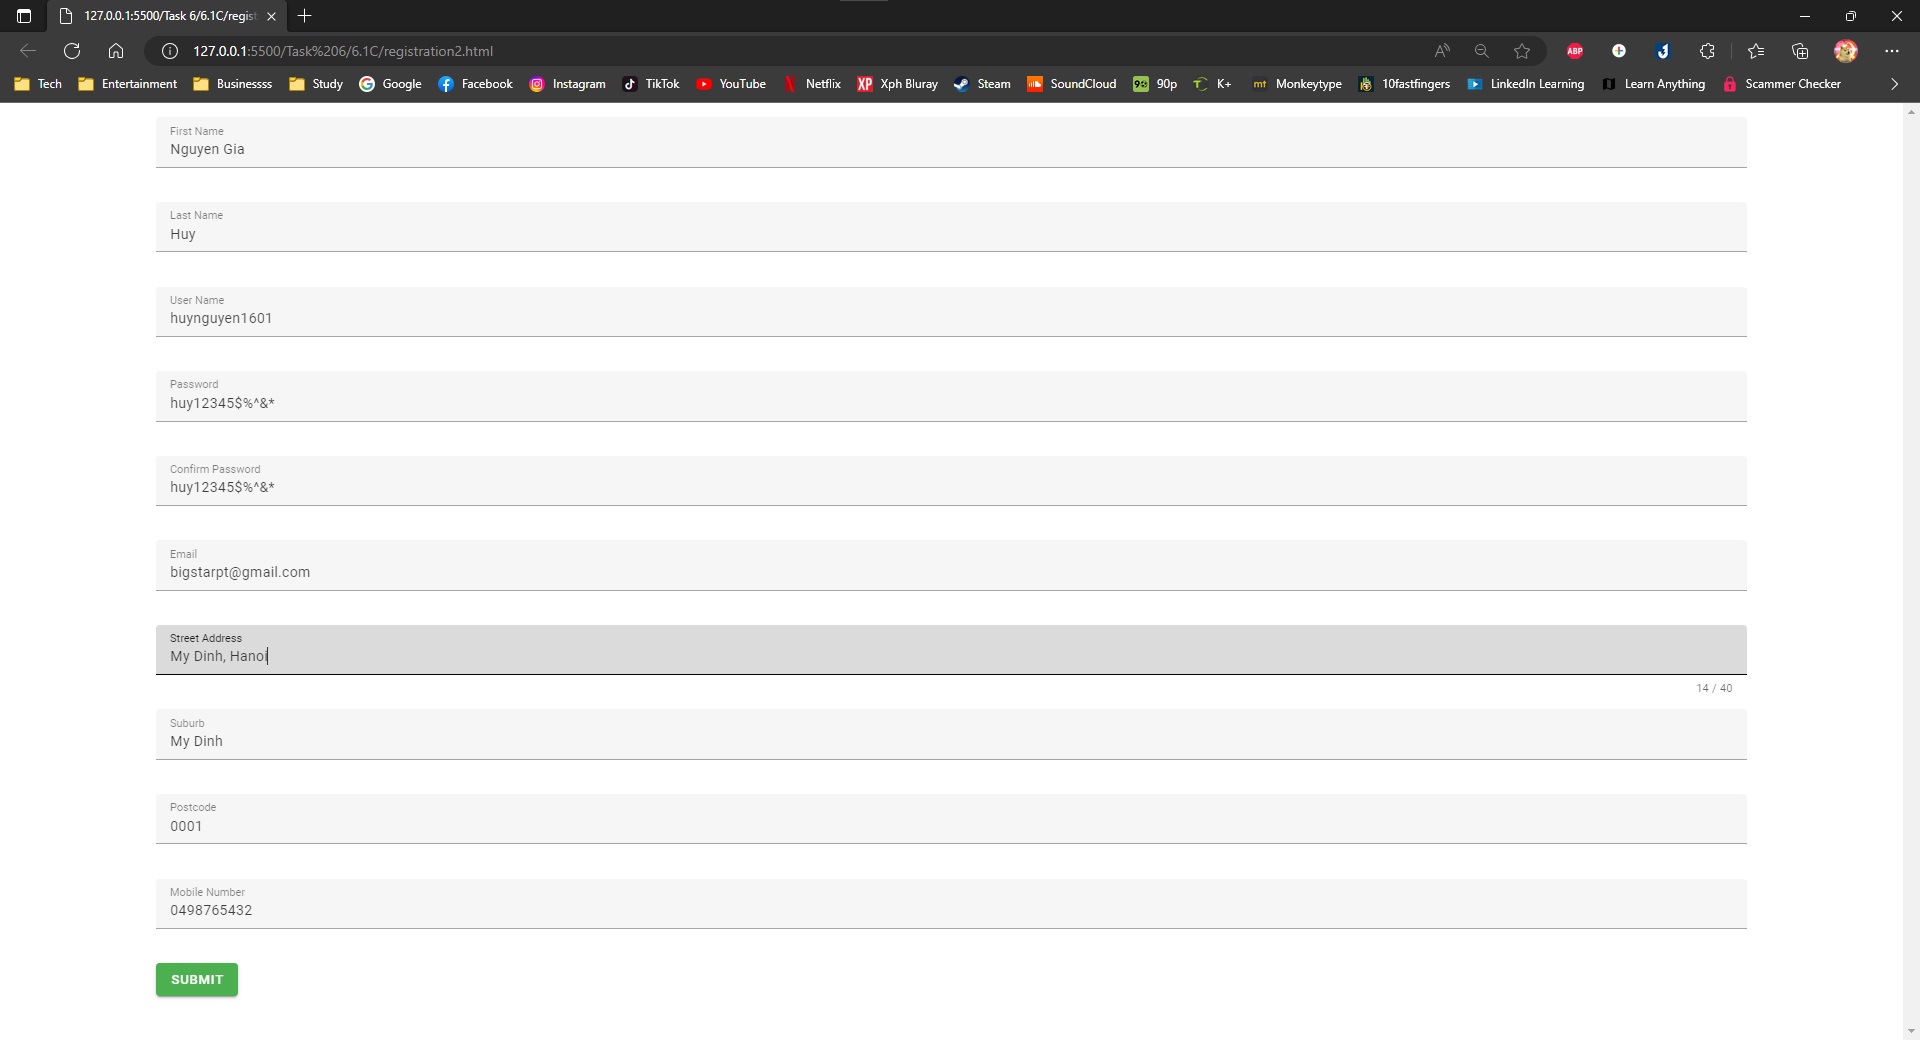 127.0.0.1:5500/Task 6/6.1C/regist
127.0.0.1:5500/Task%206/6.1C/registration2.html
ABP
Tech Entertainment Businessss Study Google Facebook Instagram TikTok YouTube Netflix XP Xph Bluray Steam SoundCloud 90p K+ mt Monkeytype 10fastfingers LinkedIn Learning Learn Anything Scammer Checker
First Name
Nguyen Gia
Last Name
Huy
User Name
huynguyen1601
Password
huy12345$%^&*
Confirm Password
huy12345$%^&*
Email
bigstarpt@gmail.com
Street Address
My Dinh, Hanoi
14 / 40
Suburb
My Dinh
Postcode
0001
Mobile Number
0498765432
SUBMIT